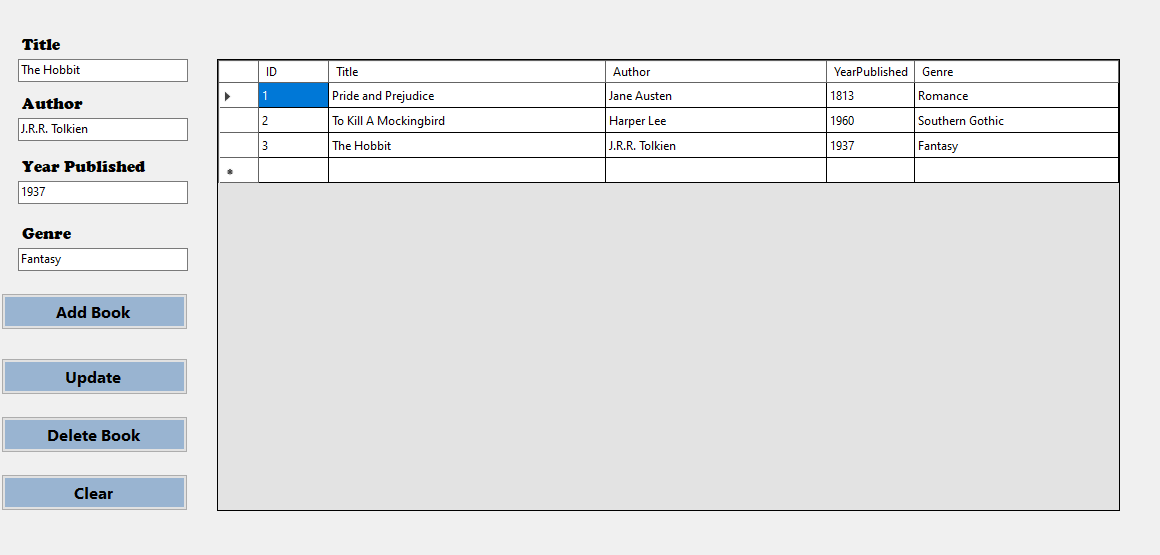 Title
The Hobbit
Author
J.R.R. Tolkien
Year Published
1937
Genre
Fantasy
Add Book
Update
Delete Book
Clear
ID Title Author YearPublished Genre
1 Pride and Prejudice Jane Austen 1813 Romance
2 To Kill A Mockingbird Harper Lee 1960 Southern Gothic
3 The Hobbit J.R.R. Tolkien 1937 Fantasy